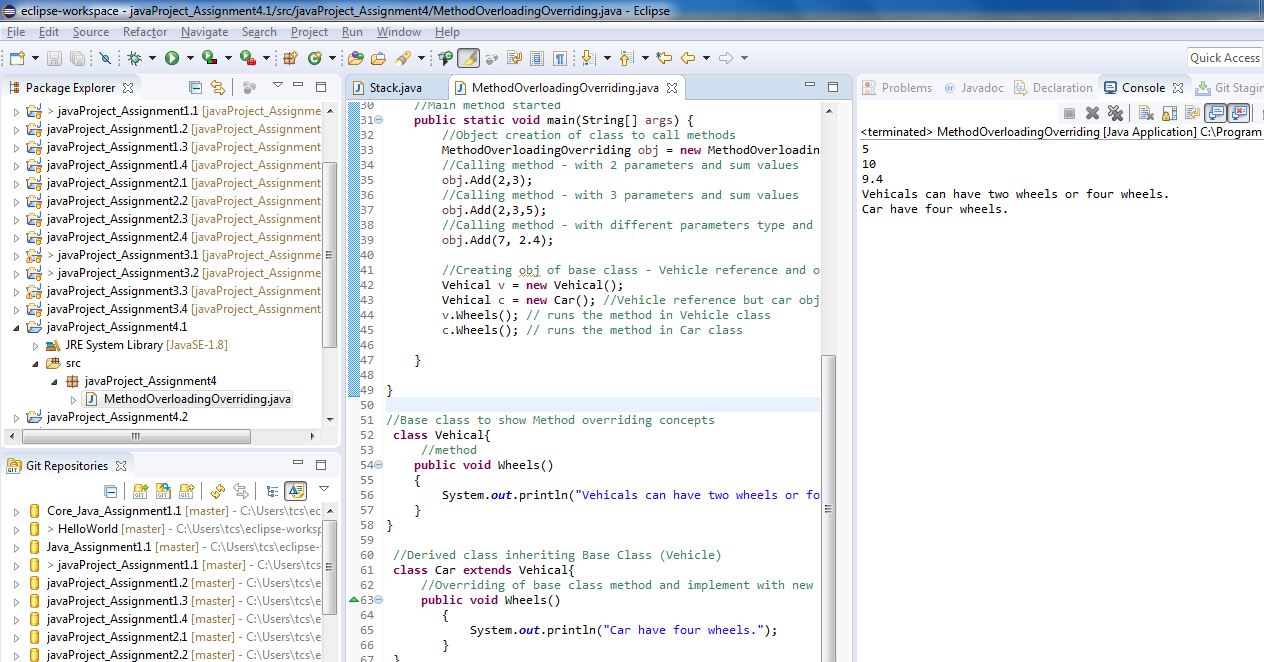 eclipse-workspace - javaProject_Assignment4.1/src/javaProject_Assignment4/MethodOverloadingOverriding.java - Eclipse
File Edit Source Refactor Navigate Search Project Run Window Help
Quick Access
Package Explorer
> javaProject_Assignment1.1 [javaProject_Assignme
javaProject_Assignment1.2 [javaProject_Assignment
javaProject_Assignment1.3 [javaProject_Assignment
javaProject_Assignment1.4 [javaProject_Assignment
javaProject_Assignment2.1 [javaProject_Assignment
javaProject_Assignment2.2 [javaProject_Assignment
javaProject_Assignment2.3 [javaProject_Assignment
javaProject_Assignment2.4 [javaProject_Assignment
> javaProject_Assignment3.1 [javaProject_Assignme
> javaProject_Assignment3.2 [javaProject_Assignme
javaProject_Assignment3.3 [javaProject_Assignment
javaProject_Assignment3.4 [javaProject_Assignment
javaProject_Assignment4.1
JRE System Library [JavaSE-1.8]
src
javaProject_Assignment4
MethodOverloadingOverriding.java
javaProject_Assignment4.2
Git Repositories
Core_Java_Assignment1.1 [master] - C:\Users\tcs\ec
> HelloWorld [master] - C:\Users\tcs\eclipse-worksp
Java_Assignment1.1 [master] - C:\Users\tcs\eclipse-
> javaProject_Assignment1.1 [master] - C:\Users\tcs
javaProject_Assignment1.2 [master] - C:\Users\tcs\e
javaProject_Assignment1.3 [master] - C:\Users\tcs\e
javaProject_Assignment1.4 [master] - C:\Users\tcs\e
javaProject_Assignment2.1 [master] - C:\Users\tcs\e
javaProject_Assignment2.2 [master] - C:\Users\tcs\e
Stack.java MethodOverloadingOverriding.java
30 //Main method started
31 public static void main(String[] args) {
32 //Object creation of class to call methods
33 MethodOverloadingOverriding obj = new MethodOverloadin
34 //Calling method - with 2 parameters and sum values
35 obj.Add(2,3);
36 //Calling method - with 3 parameters and sum values
37 obj.Add(2,3,5);
38 //Calling method - with different parameters type and
39 obj.Add(7, 2.4);
40
41 //Creating obj of base class - Vehicle reference and o
42 Vehical v = new Vehical();
43 Vehical c = new Car(); //Vehicle reference but car obj
44 v.Wheels(); // runs the method in Vehicle class
45 c.Wheels(); // runs the method in Car class
46
47 }
48
49 }
50
51 //Base class to show Method overriding concepts
52 class Vehical{
53 //method
54 public void Wheels()
55 {
56 System.out.println("Vehicals can have two wheels or fo
57 }
58 }
59
60 //Derived class inheriting Base Class (Vehicle)
61 class Car extends Vehical{
62 //Overriding of base class method and implement with new
63 public void Wheels()
64 {
65 System.out.println("Car have four wheels.");
66 }
67 }
Problems @ Javadoc Declaration Console Git Stagin
<terminated> MethodOverloadingOverriding [Java Application] C:\Program
5
10
9.4
Vehicals can have two wheels or four wheels.
Car have four wheels.